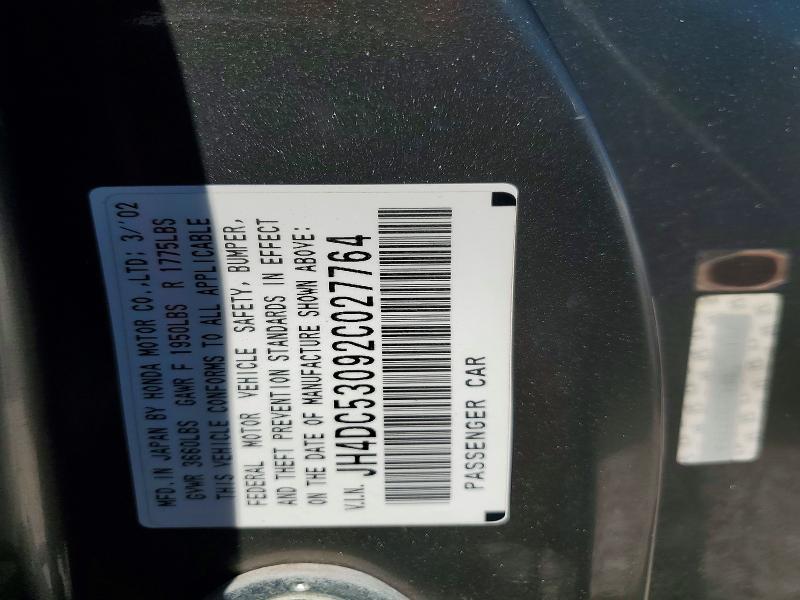 MFD. IN JAPAN BY HONDA MOTOR CO.,LTD; 3/'02
GVWR 3660LBS GAWR F 1950LBS R 1775LBS
THIS VEHICLE CONFORMS TO ALL APPLICABLE
FEDERAL MOTOR VEHICLE SAFETY, BUMPER,
AND THEFT PREVENTION STANDARDS IN EFFECT
ON THE DATE OF MANUFACTURE SHOWN ABOVE:
V.I.N. JH4DC53092C027764
PASSENGER CAR